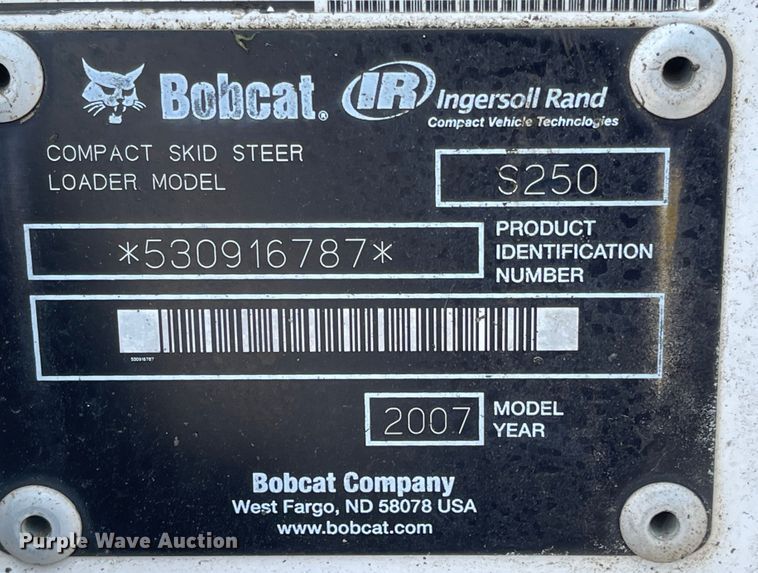 Bobcat® IR Ingersoll Rand
Compact Vehicle Technologies
COMPACT SKID STEER
LOADER MODEL
S250
*530916787*
PRODUCT
IDENTIFICATION
NUMBER
530916787
2007
MODEL
YEAR
Bobcat Company
West Fargo, ND 58078 USA
www.bobcat.com
Purple Wave Auction